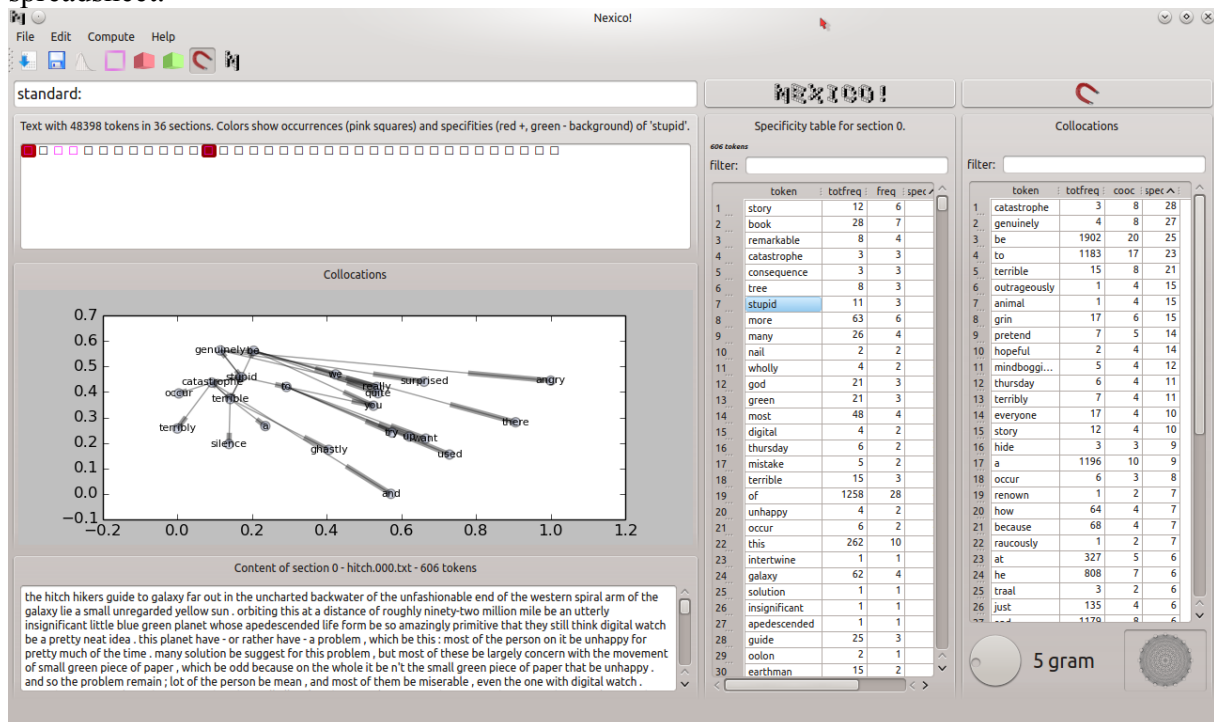 spreadsheet.
Nexico!
File Edit Compute Help
standard:
NEXICO!
Text with 48398 tokens in 36 sections. Colors show occurrences (pink squares) and specifities (red +, green - background) of 'stupid'.
Specificity table for section 0.
Collocations
606 tokens
filter:
filter:
token totfreq freq spec
1 story 12 6
2 book 28 7
3 remarkable 8 4
4 catastrophe 3 3
5 consequence 3 3
6 tree 8 3
7 stupid 11 3
8 more 63 6
9 many 26 4
10 nail 2 2
11 wholly 4 2
12 god 21 3
13 green 21 3
14 most 48 4
15 digital 4 2
16 thursday 6 2
17 mistake 5 2
18 terrible 15 3
19 of 1258 28
20 unhappy 4 2
21 occur 6 2
22 this 262 10
23 intertwine 1 1
24 galaxy 62 4
25 solution 1 1
26 insignificant 1 1
27 apedescended 1 1
28 guide 25 3
29 oolon 2 1
30 earthman 15 2
token totfreq cooc spec
1 catastrophe 3 8 28
2 genuinely 4 8 27
3 be 1902 20 25
4 to 1183 17 23
5 terrible 15 8 21
6 outrageously 1 4 15
7 animal 1 4 15
8 grin 17 6 15
9 pretend 7 5 14
10 hopeful 2 4 14
11 mindboggi... 5 4 12
12 thursday 6 4 11
13 terribly 7 4 11
14 everyone 17 4 10
15 story 12 4 10
16 hide 3 3 9
17 a 1196 10 9
18 occur 6 3 8
19 renown 1 2 7
20 how 64 4 7
21 because 68 4 7
22 raucously 1 2 7
23 at 327 5 6
24 he 808 7 6
25 traal 3 2 6
26 just 135 4 6
27 and 1179 8 6
5 gram
Collocations
0.7
0.6
0.5
0.4
0.3
0.2
0.1
0.0
−0.1
−0.2 0.0 0.2 0.4 0.6 0.8 1.0 1.2
genuinely be
we
stupid
catastrophe
to
really
surprised
angry
occur
terrible
quite
you
there
terribly
a
try
up
want
silence
ghastly
used
and
Content of section 0 - hitch.000.txt - 606 tokens
the hitch hikers guide to galaxy far out in the uncharted backwater of the unfashionable end of the western spiral arm of the
galaxy lie a small unregarded yellow sun . orbiting this at a distance of roughly ninety-two million mile be an utterly
insignificant little blue green planet whose apedescended life form be so amazingly primitive that they still think digital watch
be a pretty neat idea . this planet have - or rather have - a problem , which be this : most of the person on it be unhappy for
pretty much of the time . many solution be suggest for this problem , but most of these be largely concern with the movement
of small green piece of paper , which be odd because on the whole it be n't the small green piece of paper that be unhappy .
and so the problem remain ; lot of the person be mean , and most of them be miserable , even the one with digital watch .